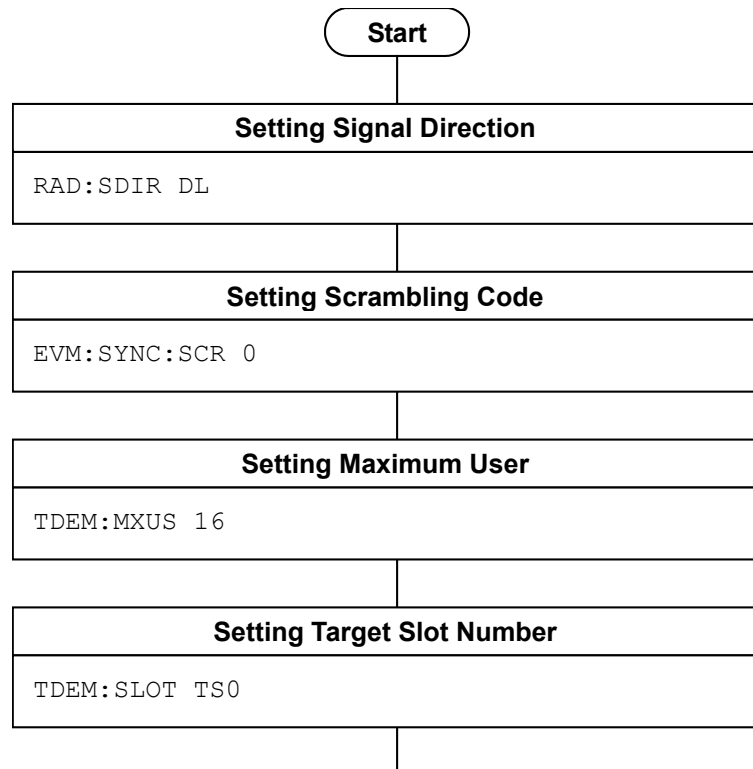 Start
Setting Signal Direction
RAD:SDIR DL
Setting Scrambling Code
EVM:SYNC:SCR 0
Setting Maximum User
TDEM:MXUS 16
Setting Target Slot Number
TDEM:SLOT TS0